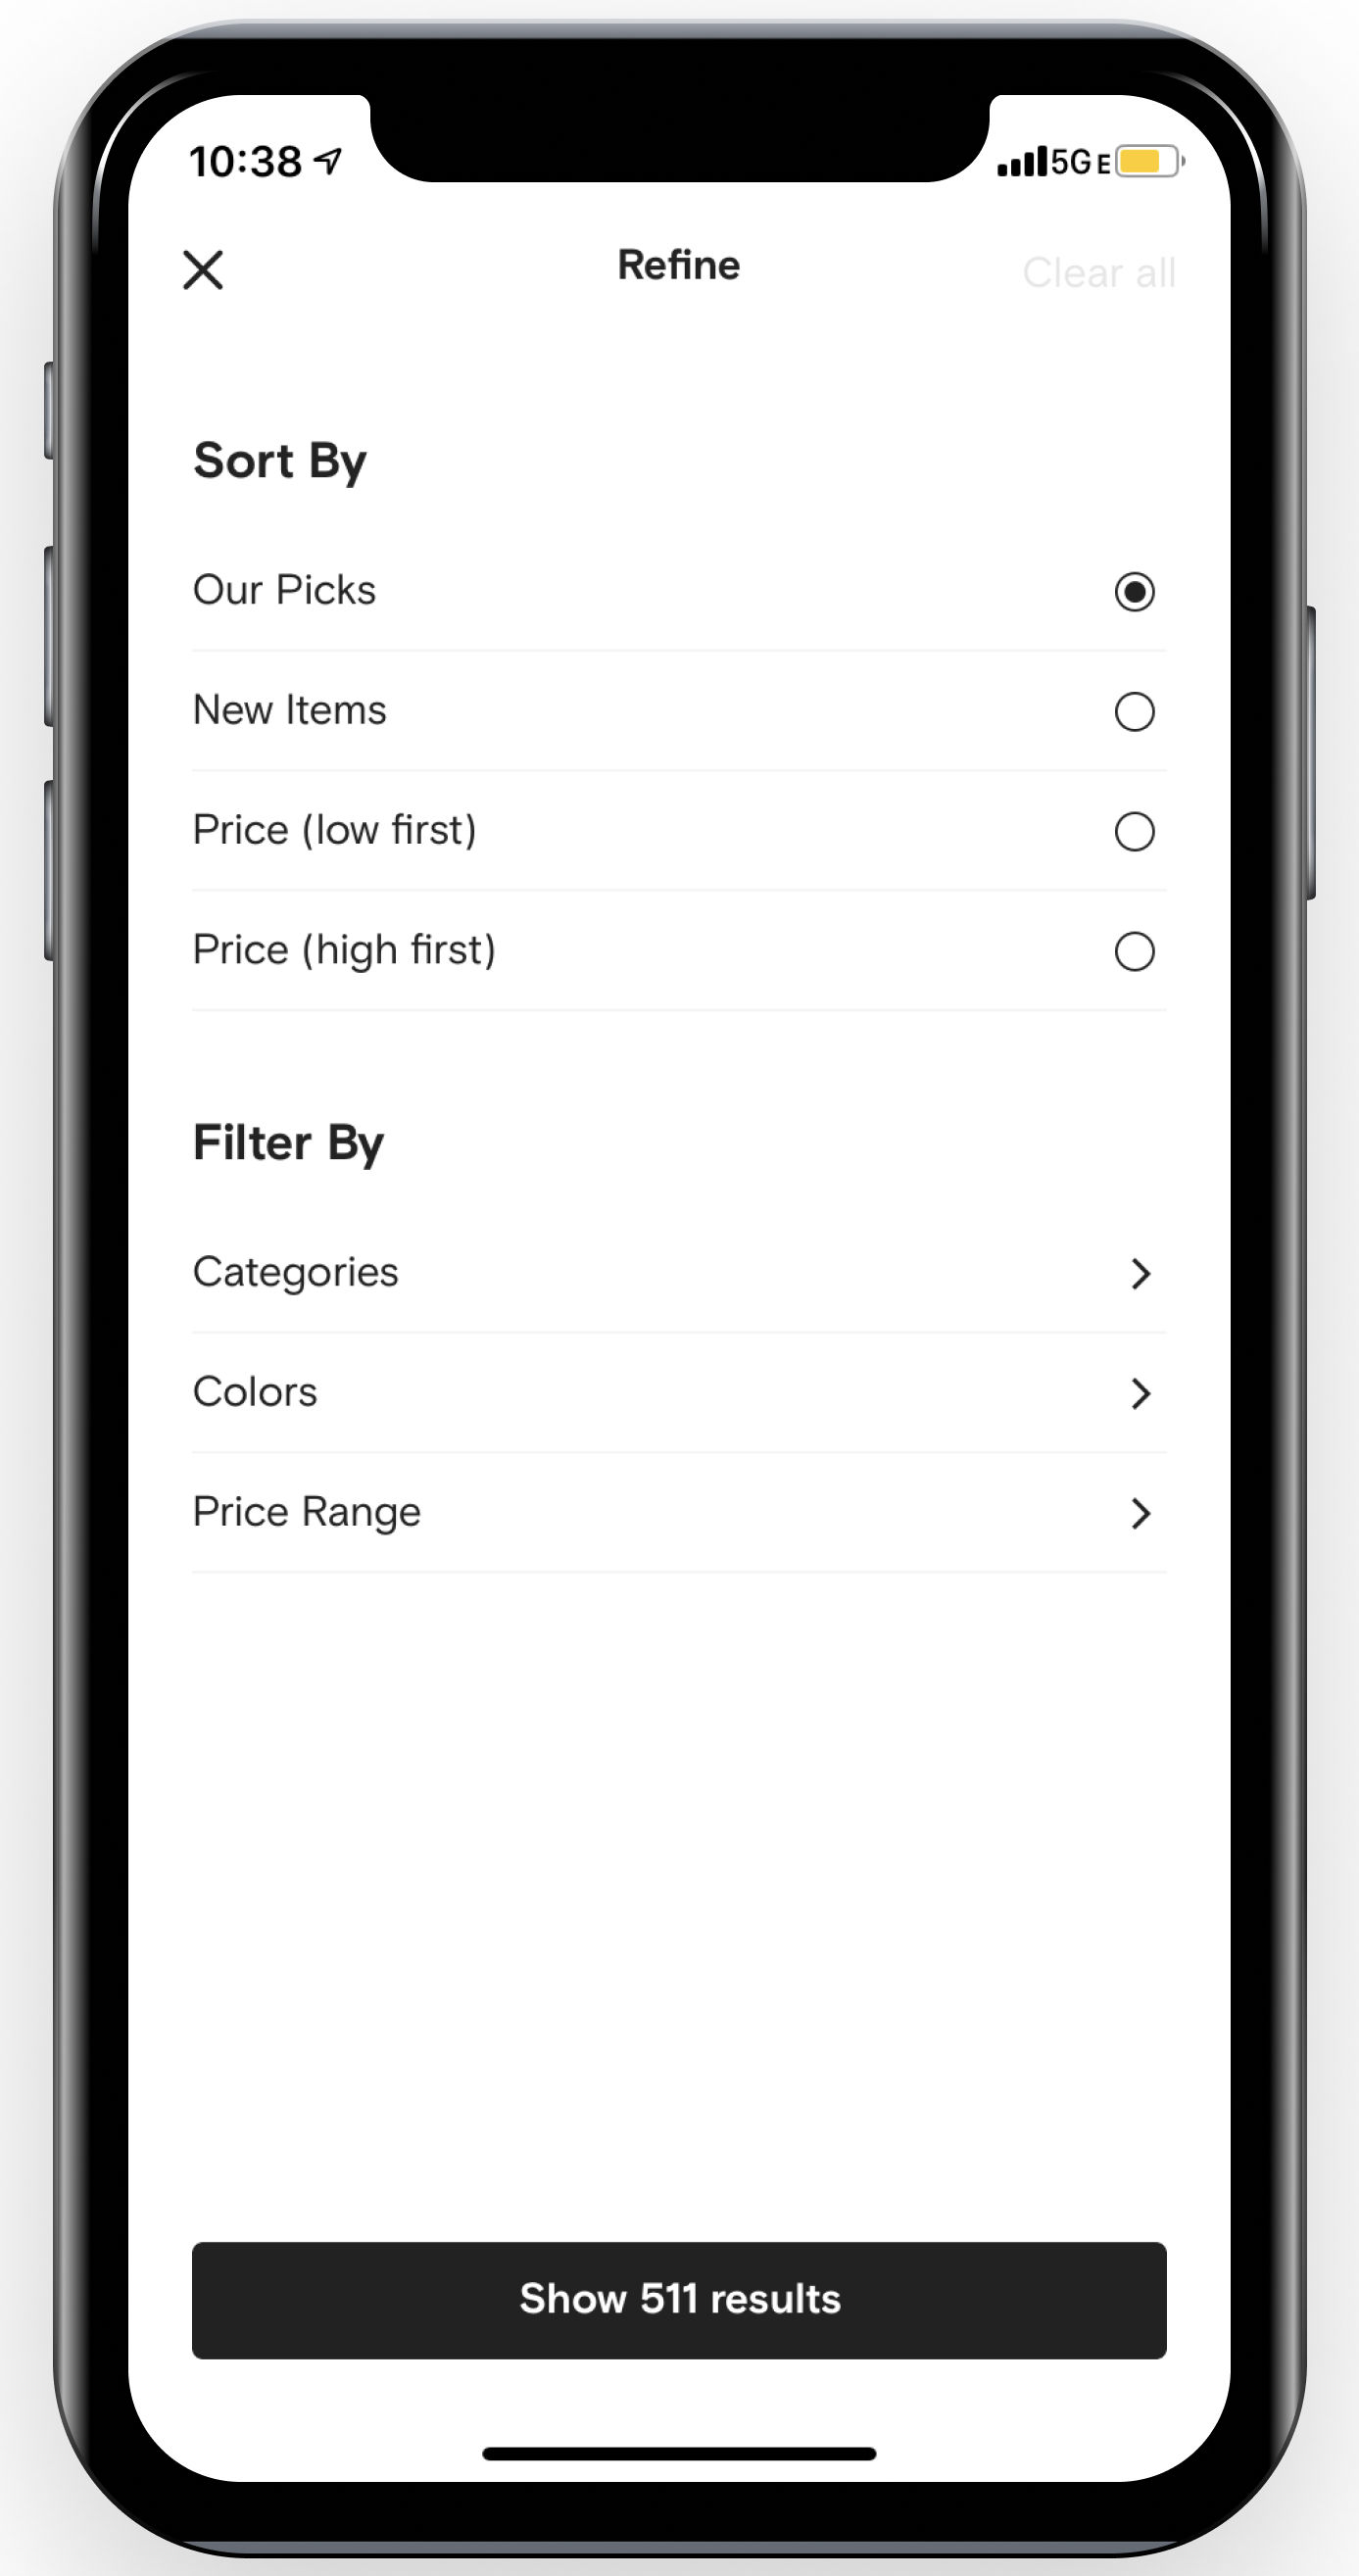 10:38
5G E
Refine
Clear all
Sort By
Our Picks
New Items
Price (low first)
Price (high first)
Filter By
Categories
Colors
Price Range
Show 511 results